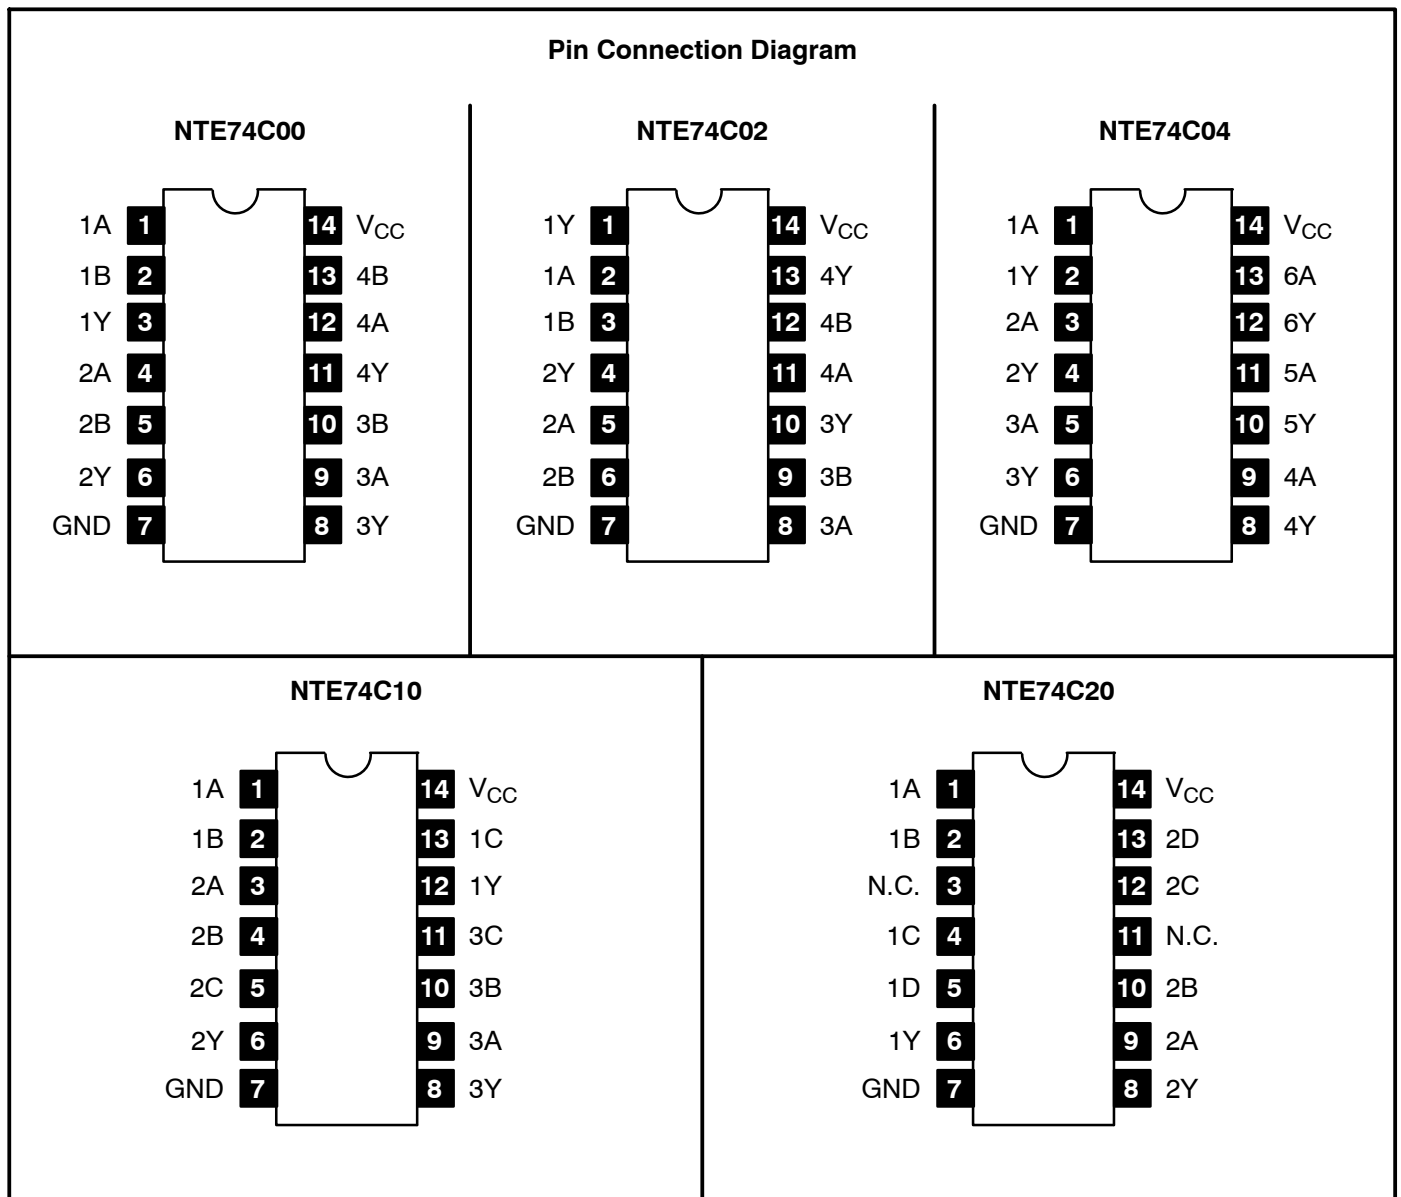 Pin Connection Diagram
NTE74C00
1A 1 14 VCC
1B 2 13 4B
1Y 3 12 4A
2A 4 11 4Y
2B 5 10 3B
2Y 6 9 3A
GND 7 8 3Y
NTE74C02
1Y 1 14 VCC
1A 2 13 4Y
1B 3 12 4B
2Y 4 11 4A
2A 5 10 3Y
2B 6 9 3B
GND 7 8 3A
NTE74C04
1A 1 14 VCC
1Y 2 13 6A
2A 3 12 6Y
2Y 4 11 5A
3A 5 10 5Y
3Y 6 9 4A
GND 7 8 4Y
NTE74C10
1A 1 14 VCC
1B 2 13 1C
2A 3 12 1Y
2B 4 11 3C
2C 5 10 3B
2Y 6 9 3A
GND 7 8 3Y
NTE74C20
1A 1 14 VCC
1B 2 13 2D
N.C. 3 12 2C
1C 4 11 N.C.
1D 5 10 2B
1Y 6 9 2A
GND 7 8 2Y